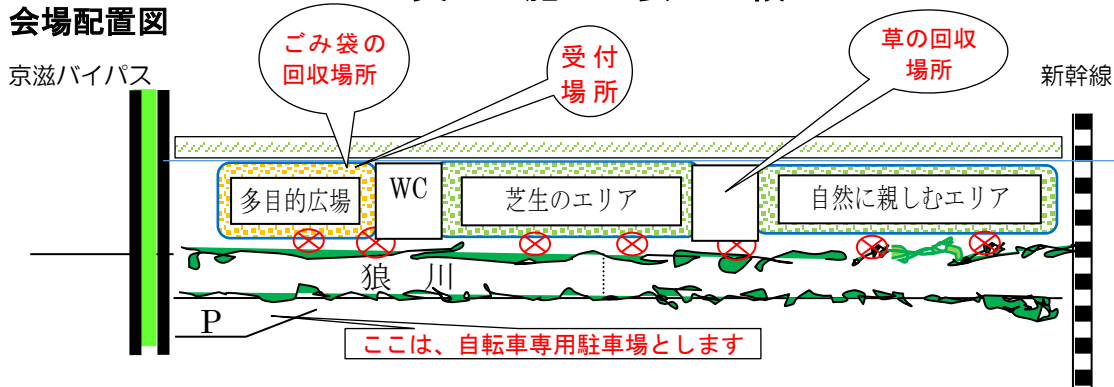 会場配置図
京滋バイパス
ごみ袋の
回収場所
受付
場所
草の回収
場所
新幹線
多目的広場
WC
芝生のエリア
自然に親しむエリア
狼川
P
ここは、自転車専用駐車場とします